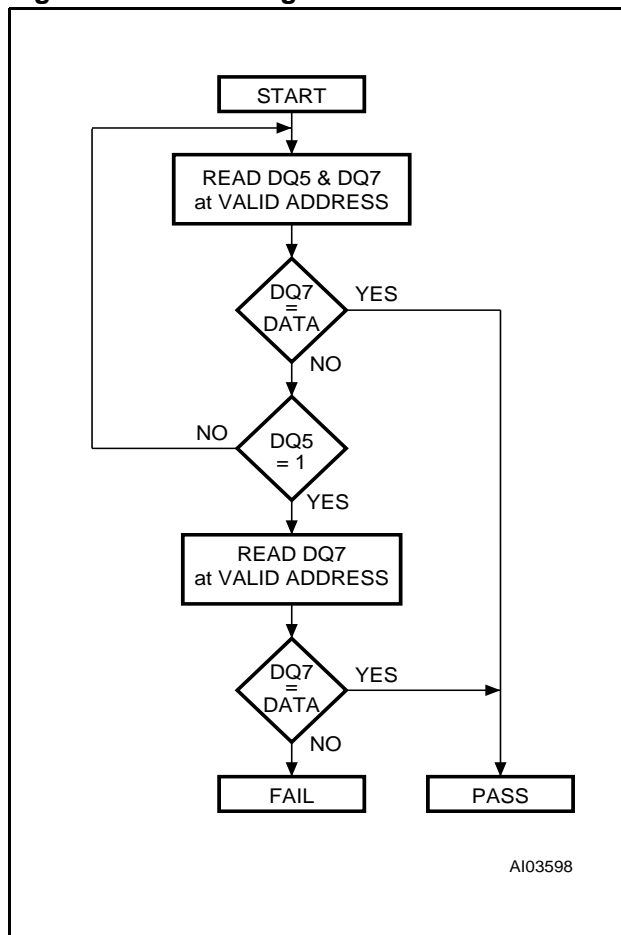 START
READ DQ5 & DQ7
at VALID ADDRESS
DQ7
=
DATA
YES
NO
DQ5
= 1
NO
YES
READ DQ7
at VALID ADDRESS
DQ7
=
DATA
YES
NO
FAIL
PASS
AI03598